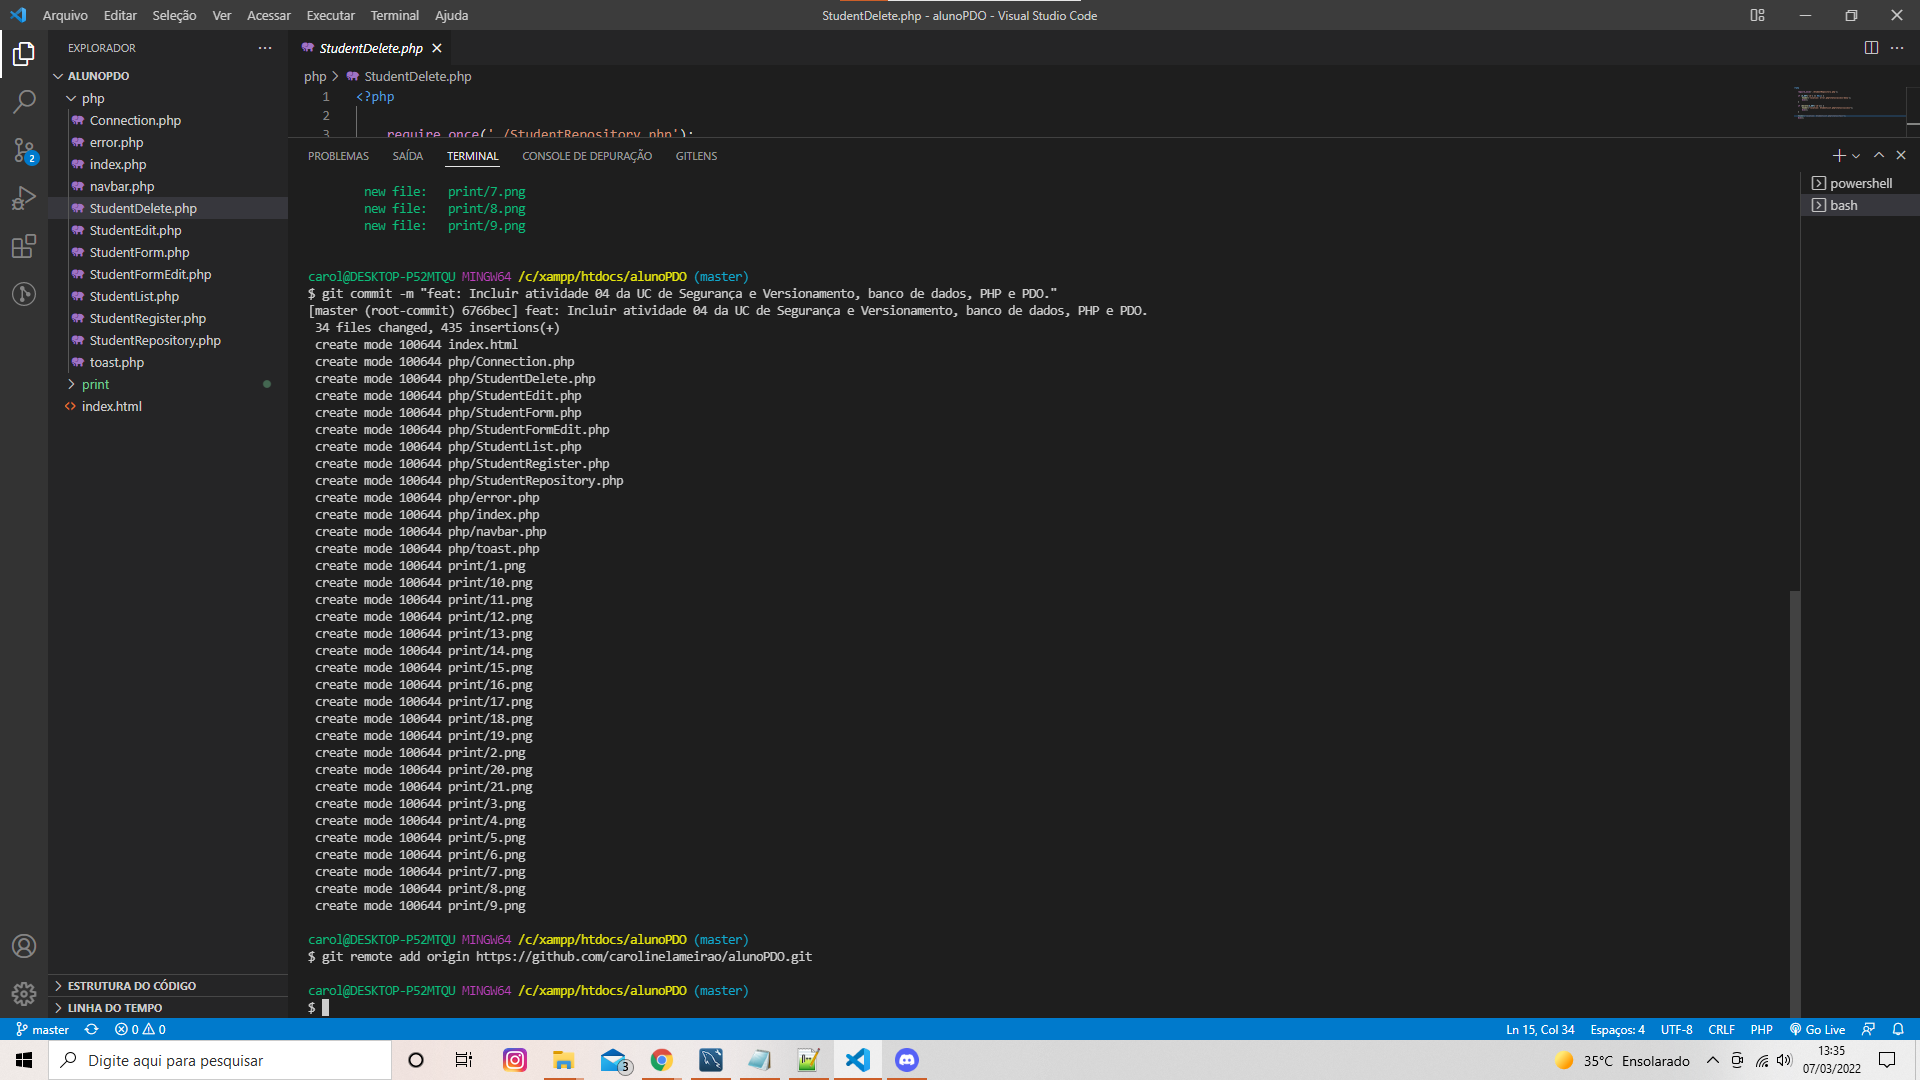 Arquivo Editar Seleção Ver Acessar Executar Terminal Ajuda
StudentDelete.php - alunoPDO - Visual Studio Code
EXPLORADOR
ALUNOPDO
php
Connection.php
error.php
index.php
navbar.php
StudentDelete.php
StudentEdit.php
StudentForm.php
StudentFormEdit.php
StudentList.php
StudentRegister.php
StudentRepository.php
toast.php
print
index.html
ESTRUTURA DO CÓDIGO
LINHA DO TEMPO
2
StudentDelete.php
php > StudentDelete.php
1 <?php
2
3 require_once('./StudentRepository.php');
PROBLEMAS SAÍDA TERMINAL CONSOLE DE DEPURAÇÃO GITLENS
powershell
bash
new file: print/7.png
new file: print/8.png
new file: print/9.png
carol@DESKTOP-P52MTQU MINGW64 /c/xampp/htdocs/alunoPDO (master)
$ git commit -m "feat: Incluir atividade 04 da UC de Segurança e Versionamento, banco de dados, PHP e PDO."
[master (root-commit) 6766bec] feat: Incluir atividade 04 da UC de Segurança e Versionamento, banco de dados, PHP e PDO.
34 files changed, 435 insertions(+)
create mode 100644 index.html
create mode 100644 php/Connection.php
create mode 100644 php/StudentDelete.php
create mode 100644 php/StudentEdit.php
create mode 100644 php/StudentForm.php
create mode 100644 php/StudentFormEdit.php
create mode 100644 php/StudentList.php
create mode 100644 php/StudentRegister.php
create mode 100644 php/StudentRepository.php
create mode 100644 php/error.php
create mode 100644 php/index.php
create mode 100644 php/navbar.php
create mode 100644 php/toast.php
create mode 100644 print/1.png
create mode 100644 print/10.png
create mode 100644 print/11.png
create mode 100644 print/12.png
create mode 100644 print/13.png
create mode 100644 print/14.png
create mode 100644 print/15.png
create mode 100644 print/16.png
create mode 100644 print/17.png
create mode 100644 print/18.png
create mode 100644 print/19.png
create mode 100644 print/2.png
create mode 100644 print/20.png
create mode 100644 print/21.png
create mode 100644 print/3.png
create mode 100644 print/4.png
create mode 100644 print/5.png
create mode 100644 print/6.png
create mode 100644 print/7.png
create mode 100644 print/8.png
create mode 100644 print/9.png
carol@DESKTOP-P52MTQU MINGW64 /c/xampp/htdocs/alunoPDO (master)
$ git remote add origin https://github.com/carolinelameirao/alunoPDO.git
carol@DESKTOP-P52MTQU MINGW64 /c/xampp/htdocs/alunoPDO (master)
$
master 0 0
Ln 15, Col 34 Espaços: 4 UTF-8 CRLF PHP Go Live
Digite aqui para pesquisar
3
35°C Ensolarado
13:35
07/03/2022